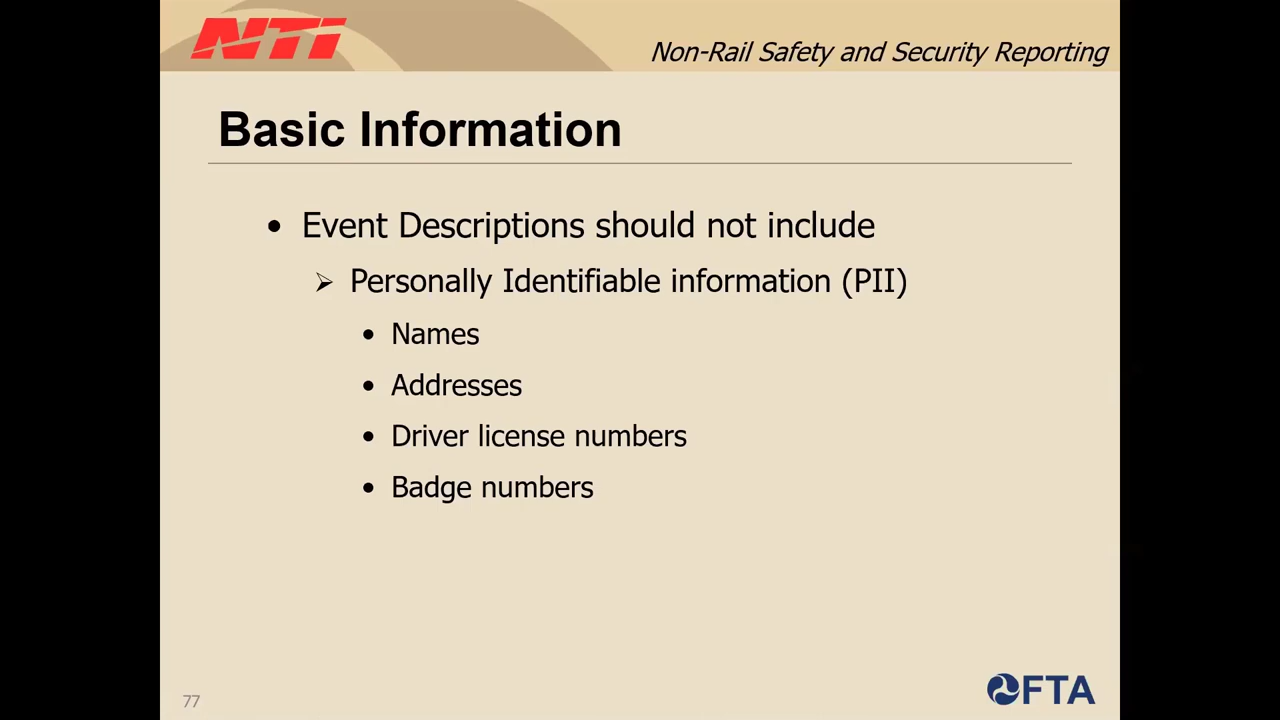 NTI
Non-Rail Safety and Security Reporting
Basic Information
• Event Descriptions should not include
➢ Personally Identifiable information (PII)
• Names
• Addresses
• Driver license numbers
• Badge numbers
77
FTA